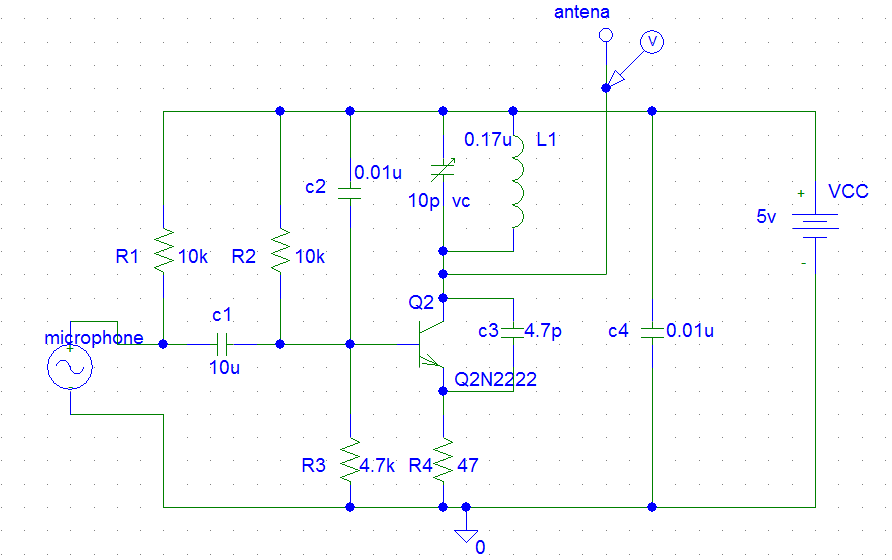 antena
V
0.17u L1
c2 0.01u
10p vc
+ VCC
5v
R1 10k R2 10k
-
c1
Q2
microphone
+
c3 4.7p
c4 0.01u
10u
Q2N2222
R3 4.7k R4 47
0